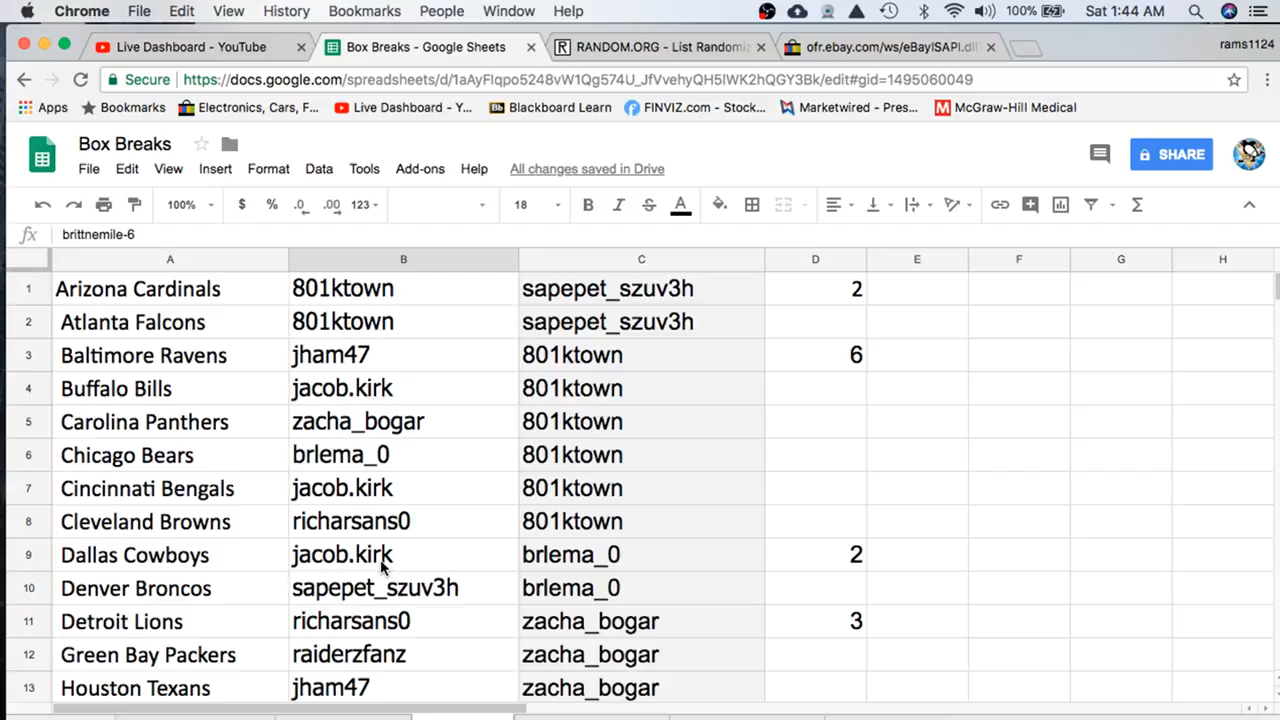 Chrome File Edit View History Bookmarks People Window Help 100% Sat 1:44 AM
Live Dashboard - YouTube × Box Breaks - Google Sheets × RANDOM.ORG - List Randomiz × ofr.ebay.com/ws/eBayISAPI.dll × rams1124
Secure https://docs.google.com/spreadsheets/d/1aAyFIqpo5248vW1Qg574U_JfVvehyQH5IWK2hQGY3Bk/edit#gid=1495060049
Apps Bookmarks Electronics, Cars, F... Live Dashboard - Y... Bb Blackboard Learn FINVIZ.com - Stock... Marketwired - Pres... M McGraw-Hill Medical
Box Breaks
File Edit View Insert Format Data Tools Add-ons Help All changes saved in Drive SHARE
100% $ % .0 .00 123 18 B I S A Σ
fx brittnemile-6
A B C D E F G H
1 Arizona Cardinals 801ktown sapepet_szuv3h 2
2 Atlanta Falcons 801ktown sapepet_szuv3h
3 Baltimore Ravens jham47 801ktown 6
4 Buffalo Bills jacob.kirk 801ktown
5 Carolina Panthers zacha_bogar 801ktown
6 Chicago Bears brlema_0 801ktown
7 Cincinnati Bengals jacob.kirk 801ktown
8 Cleveland Browns richarsans0 801ktown
9 Dallas Cowboys jacob.kirk brlema_0 2
10 Denver Broncos sapepet_szuv3h brlema_0
11 Detroit Lions richarsans0 zacha_bogar 3
12 Green Bay Packers raiderzfanz zacha_bogar
13 Houston Texans jham47 zacha_bogar